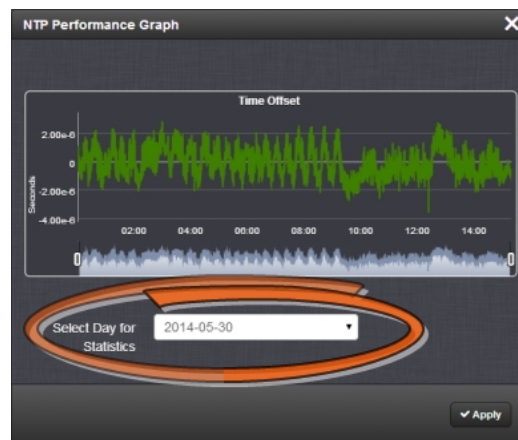 NTP Performance Graph
Time Offset
Seconds
2.00e-6
0
-2.00e-6
-4.00e-6
02:00 04:00 06:00 08:00 10:00 12:00 14:00
Select Day for
Statistics
2014-05-30
Apply